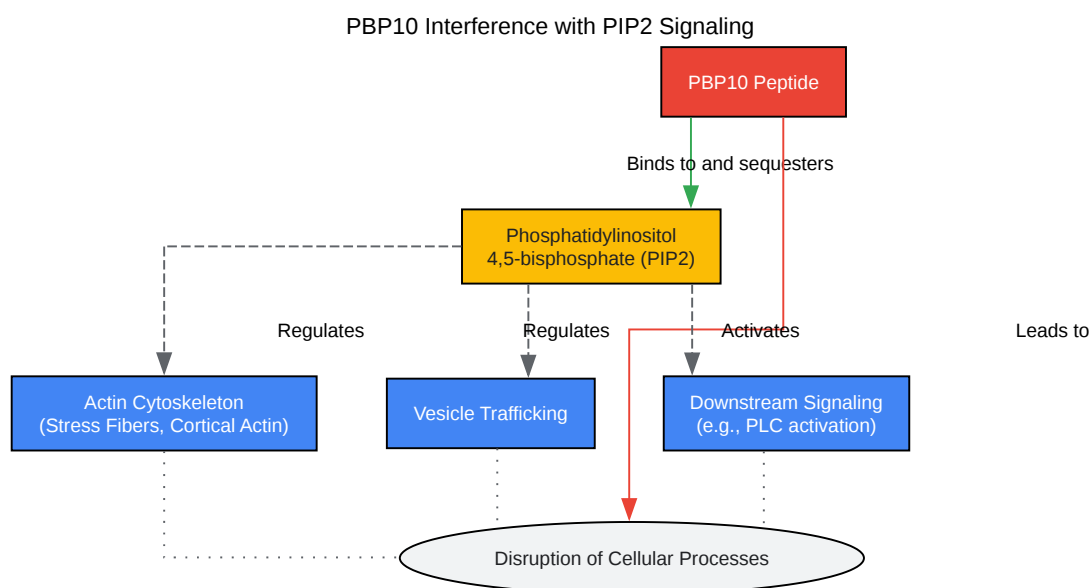 PBP10 Interference with PIP2 Signaling
PBP10 Peptide
Binds to and sequesters
Phosphatidylinositol
4,5-bisphosphate (PIP2)
Regulates
Regulates
Activates
Leads to
Actin Cytoskeleton
(Stress Fibers, Cortical Actin)
Vesicle Trafficking
Downstream Signaling
(e.g., PLC activation)
Disruption of Cellular Processes